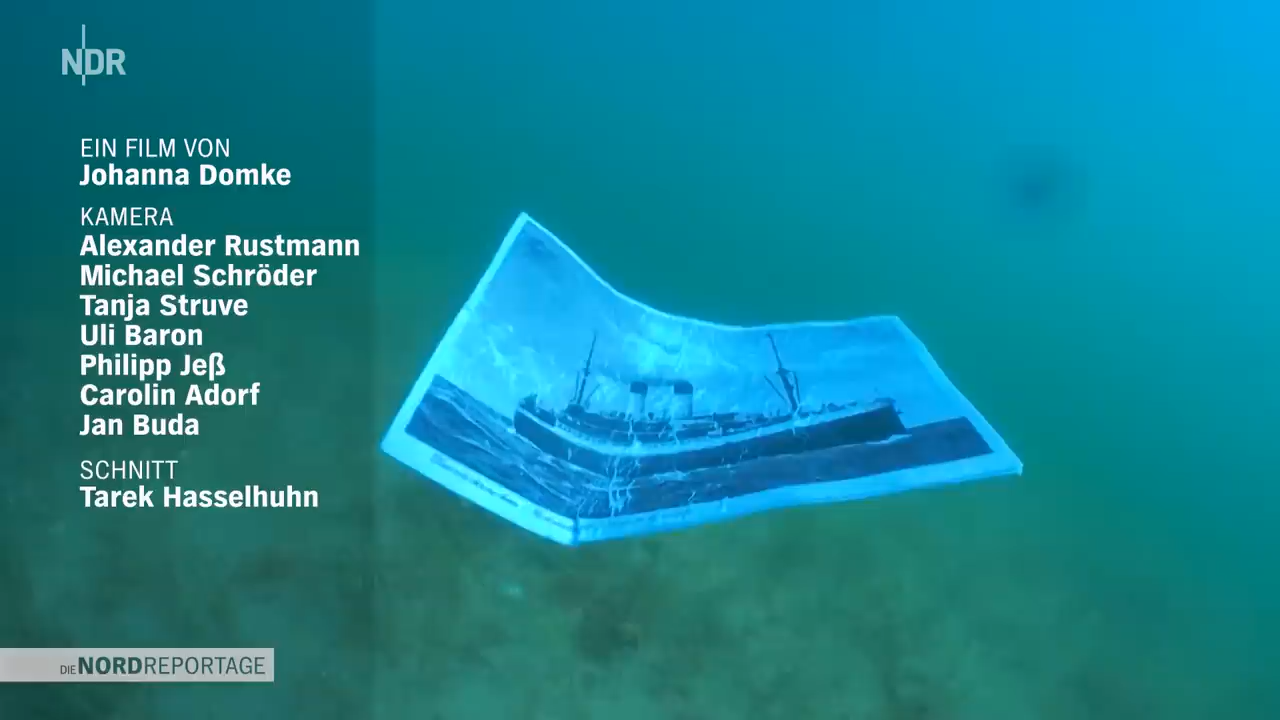 NDR
EIN FILM VON
Johanna Domke
KAMERA
Alexander Rustmann
Michael Schröder
Tanja Struve
Uli Baron
Philipp Jeß
Carolin Adorf
Jan Buda
SCHNITT
Tarek Hasselhuhn
DIE NORDREPORTAGE